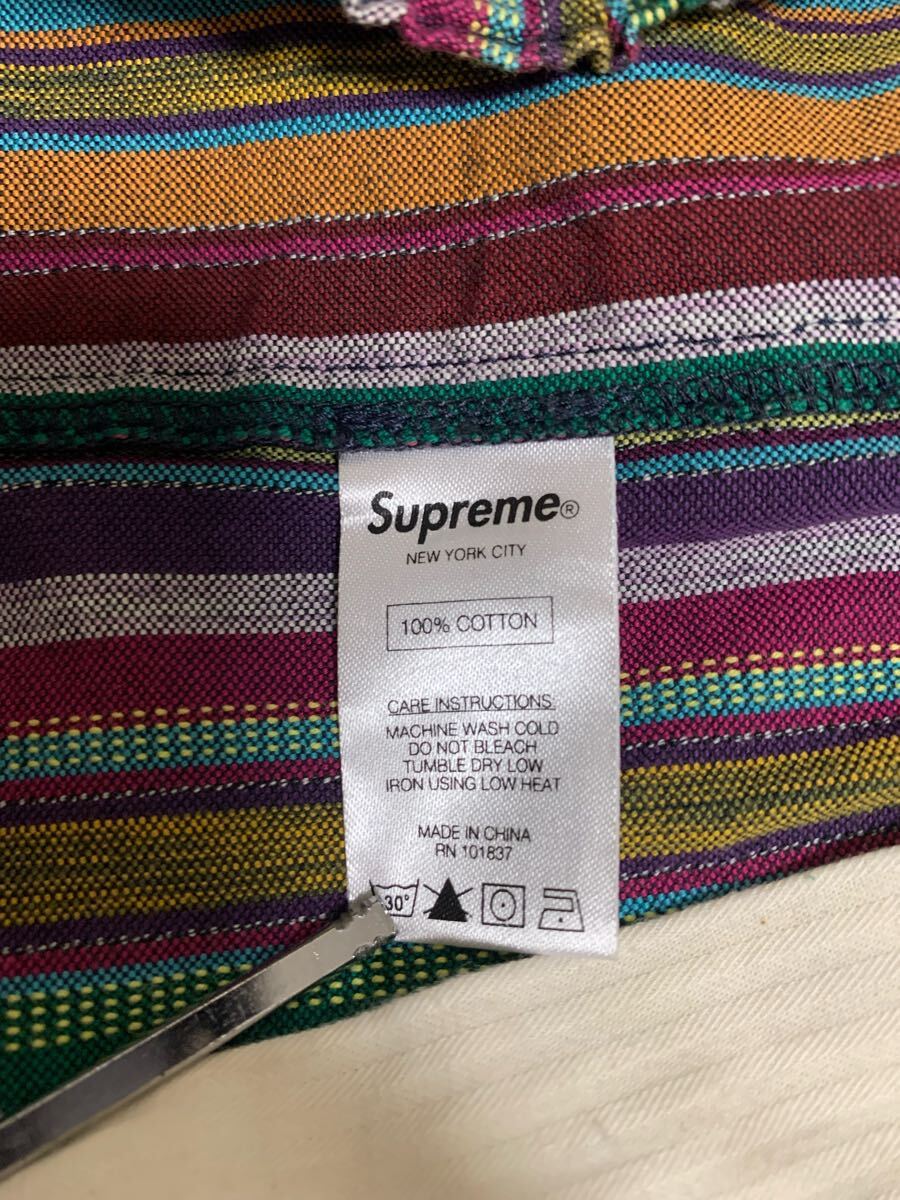 Supreme®
NEW YORK CITY
100% COTTON
CARE INSTRUCTIONS:
MACHINE WASH COLD
DO NOT BLEACH
TUMBLE DRY LOW
IRON USING LOW HEAT
MADE IN CHINA
RN 101837
30°